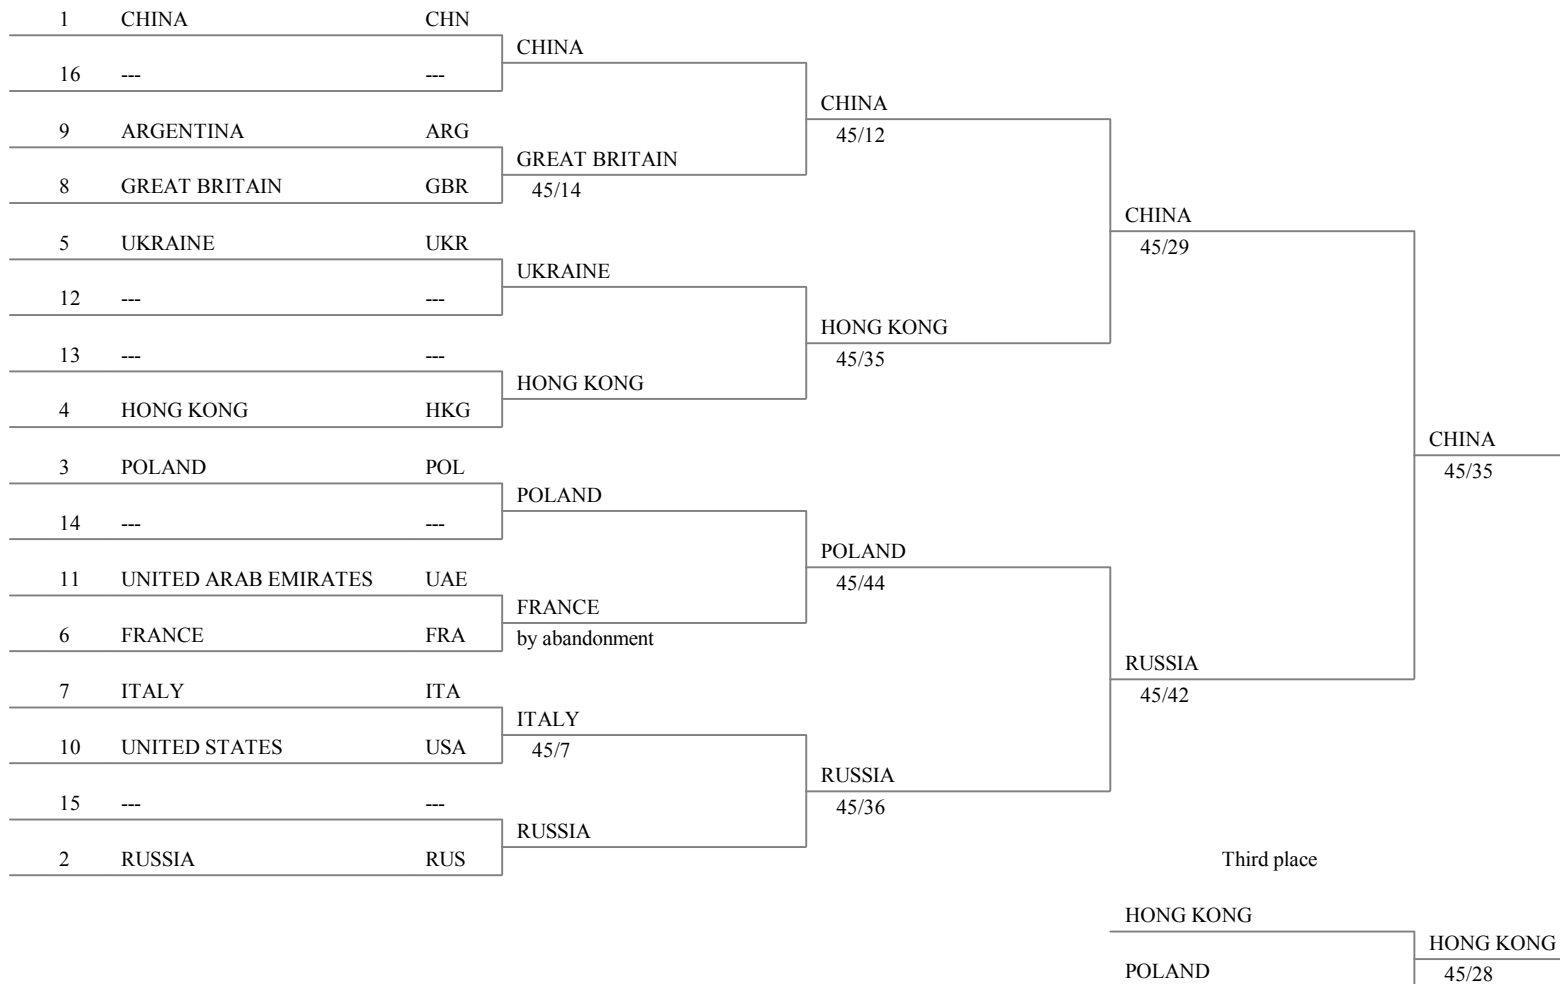 1 CHINA CHN
16 --- ---
9 ARGENTINA ARG
8 GREAT BRITAIN GBR
5 UKRAINE UKR
12 --- ---
13 --- ---
4 HONG KONG HKG
3 POLAND POL
14 --- ---
11 UNITED ARAB EMIRATES UAE
6 FRANCE FRA
7 ITALY ITA
10 UNITED STATES USA
15 --- ---
2 RUSSIA RUS
CHINA
GREAT BRITAIN
45/14
UKRAINE
HONG KONG
POLAND
FRANCE
by abandonment
ITALY
45/7
RUSSIA
CHINA
45/12
HONG KONG
45/35
POLAND
45/44
RUSSIA
45/36
CHINA
45/29
RUSSIA
45/42
CHINA
45/35
Third place
HONG KONG
POLAND
HONG KONG
45/28